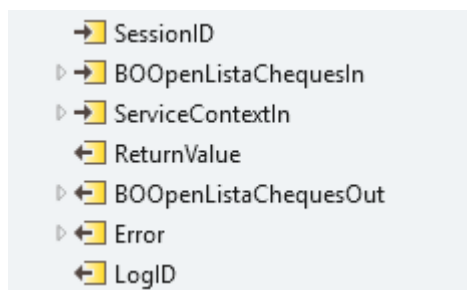 SessionID
BOOpenListaChequesIn
ServiceContextIn
ReturnValue
BOOpenListaChequesOut
Error
LogID